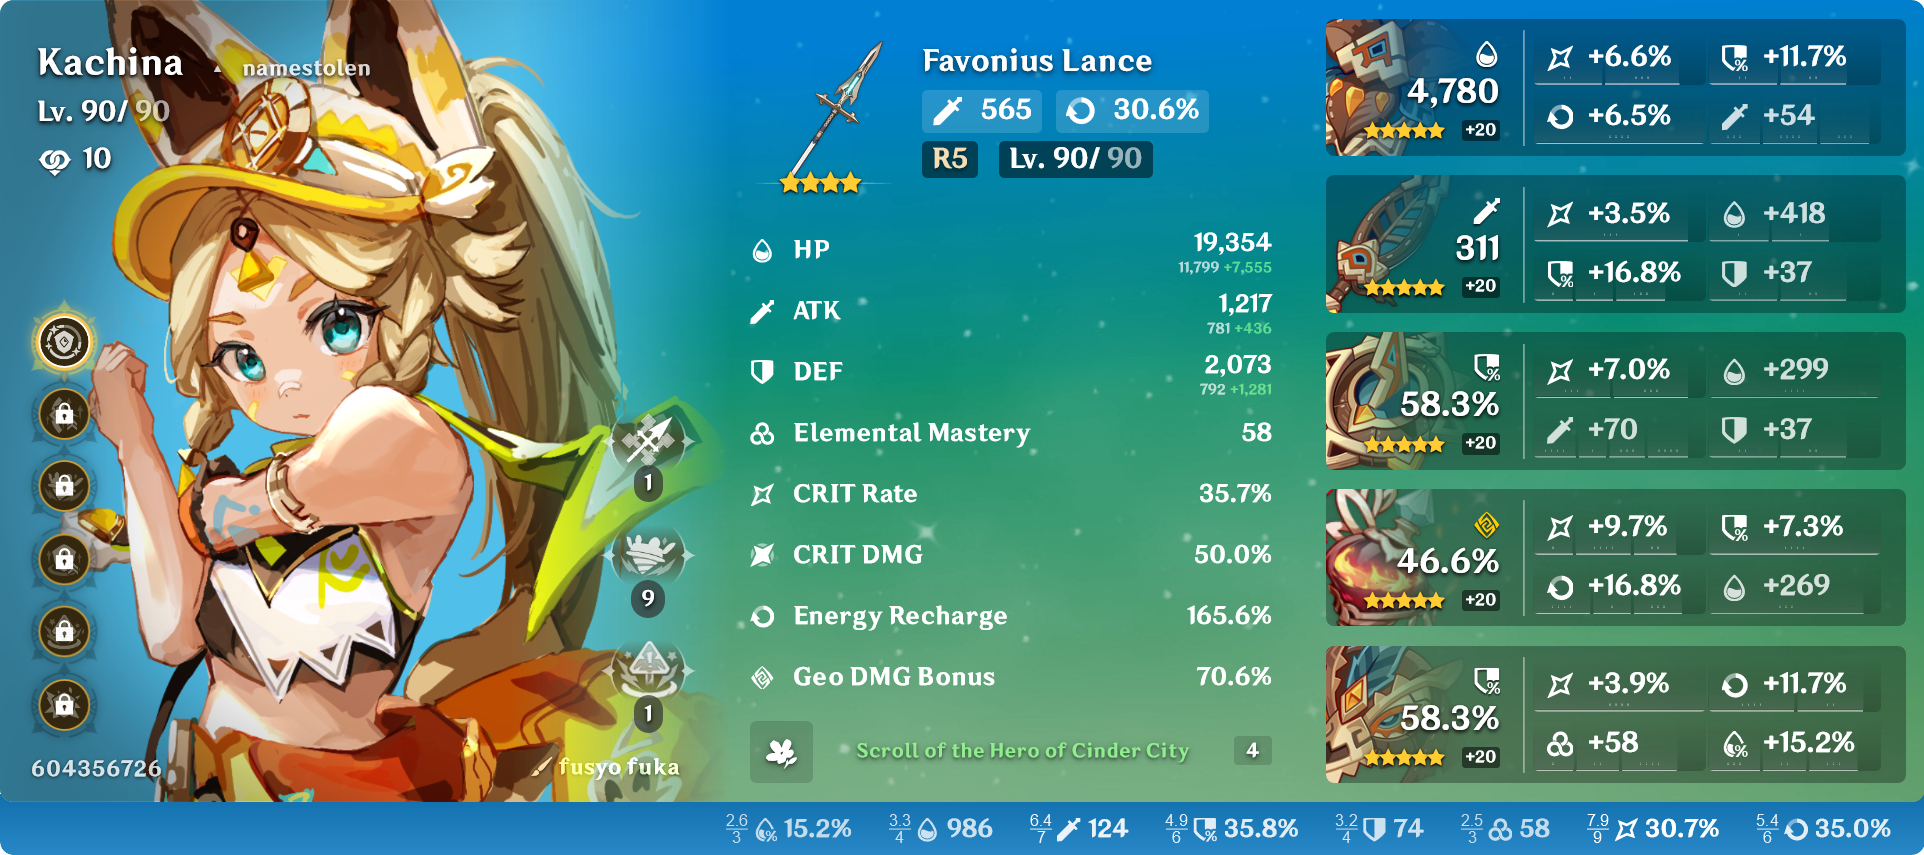 Kachina ▲ namestolen
Lv. 90/ 90
10
604356726
1
9
1
fusyo fuka
Favonius Lance
565 30.6%
R5 Lv. 90/ 90
HP 19,354
11,799 +7,555
ATK 1,217
781 +436
DEF 2,073
792 +1,281
Elemental Mastery 58
CRIT Rate 35.7%
CRIT DMG 50.0%
Energy Recharge 165.6%
Geo DMG Bonus 70.6%
Scroll of the Hero of Cinder City 4
4,780
+20
+6.6% +11.7%
+6.5% +54
311
+20
+3.5% +418
+16.8% +37
58.3%
+20
+7.0% +299
+70 +37
46.6%
+20
+9.7% +7.3%
+16.8% +269
58.3%
+20
+3.9% +11.7%
+58 +15.2%
2.6/3 15.2% 3.3/4 986 6.4/7 124 4.9/6 35.8% 3.2/4 74 2.5/3 58 7.9/9 30.7% 5.4/6 35.0%